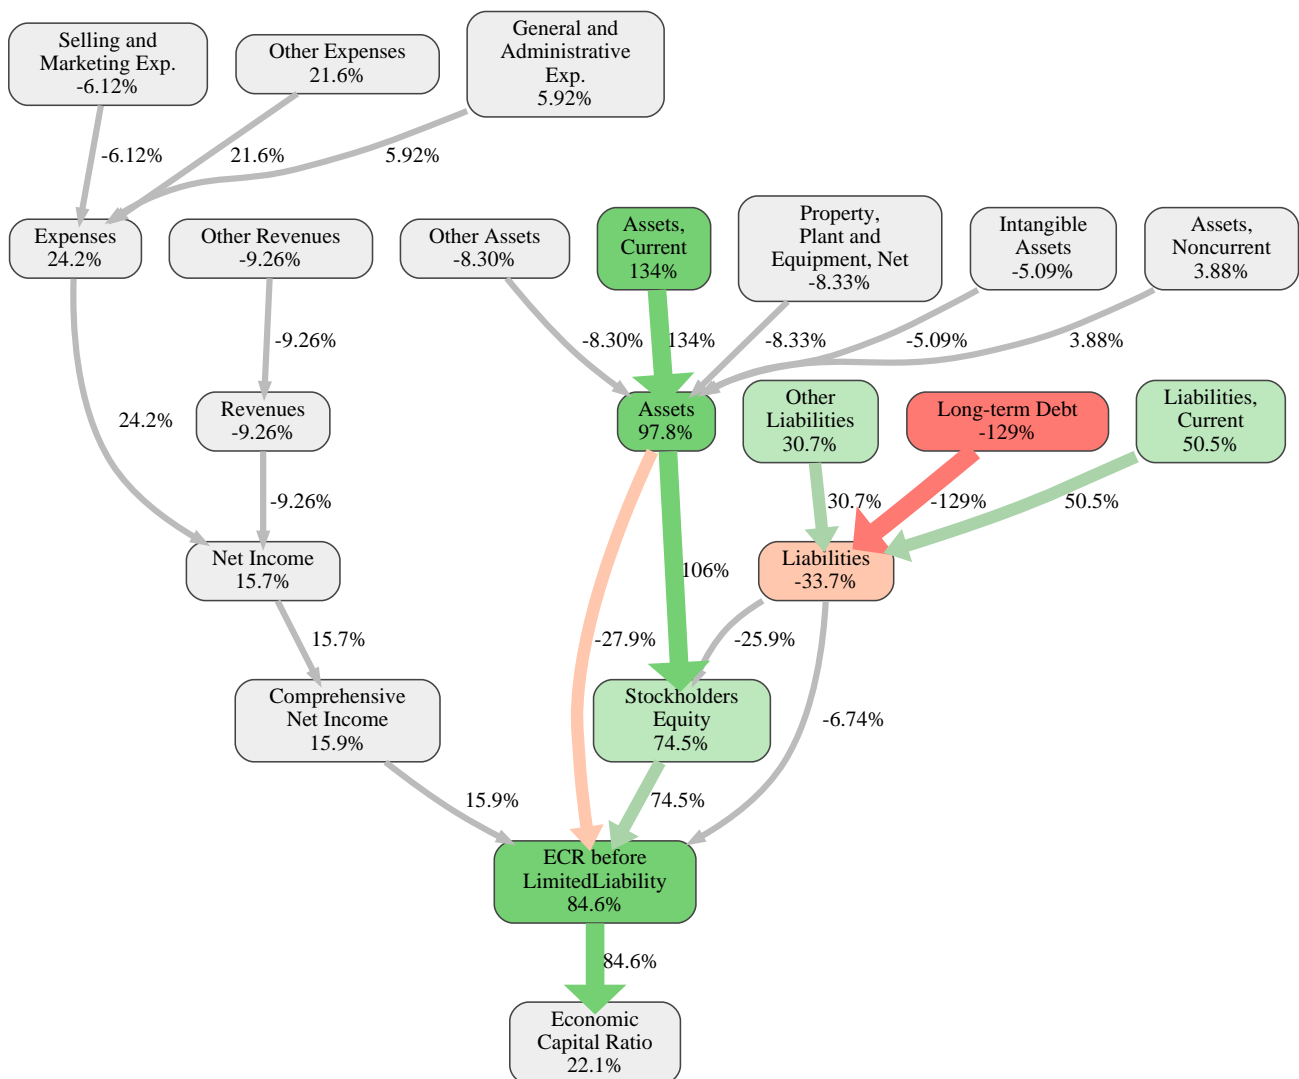 Selling and
Marketing Exp.
-6.12%
Other Expenses
21.6%
General and
Administrative
Exp.
5.92%
-6.12%
21.6%
5.92%
Expenses
24.2%
Other Revenues
-9.26%
Other Assets
-8.30%
Assets,
Current
134%
Property,
Plant and
Equipment, Net
-8.33%
Intangible
Assets
-5.09%
Assets,
Noncurrent
3.88%
-9.26%
-8.30%
134%
-8.33%
-5.09%
3.88%
24.2%
Revenues
-9.26%
Assets
97.8%
Other
Liabilities
30.7%
Long-term Debt
-129%
Liabilities,
Current
50.5%
-9.26%
30.7%
-129%
50.5%
Net Income
15.7%
106%
Liabilities
-33.7%
15.7%
-27.9%
-25.9%
Comprehensive
Net Income
15.9%
Stockholders
Equity
74.5%
-6.74%
15.9%
74.5%
ECR before
LimitedLiability
84.6%
84.6%
Economic
Capital Ratio
22.1%